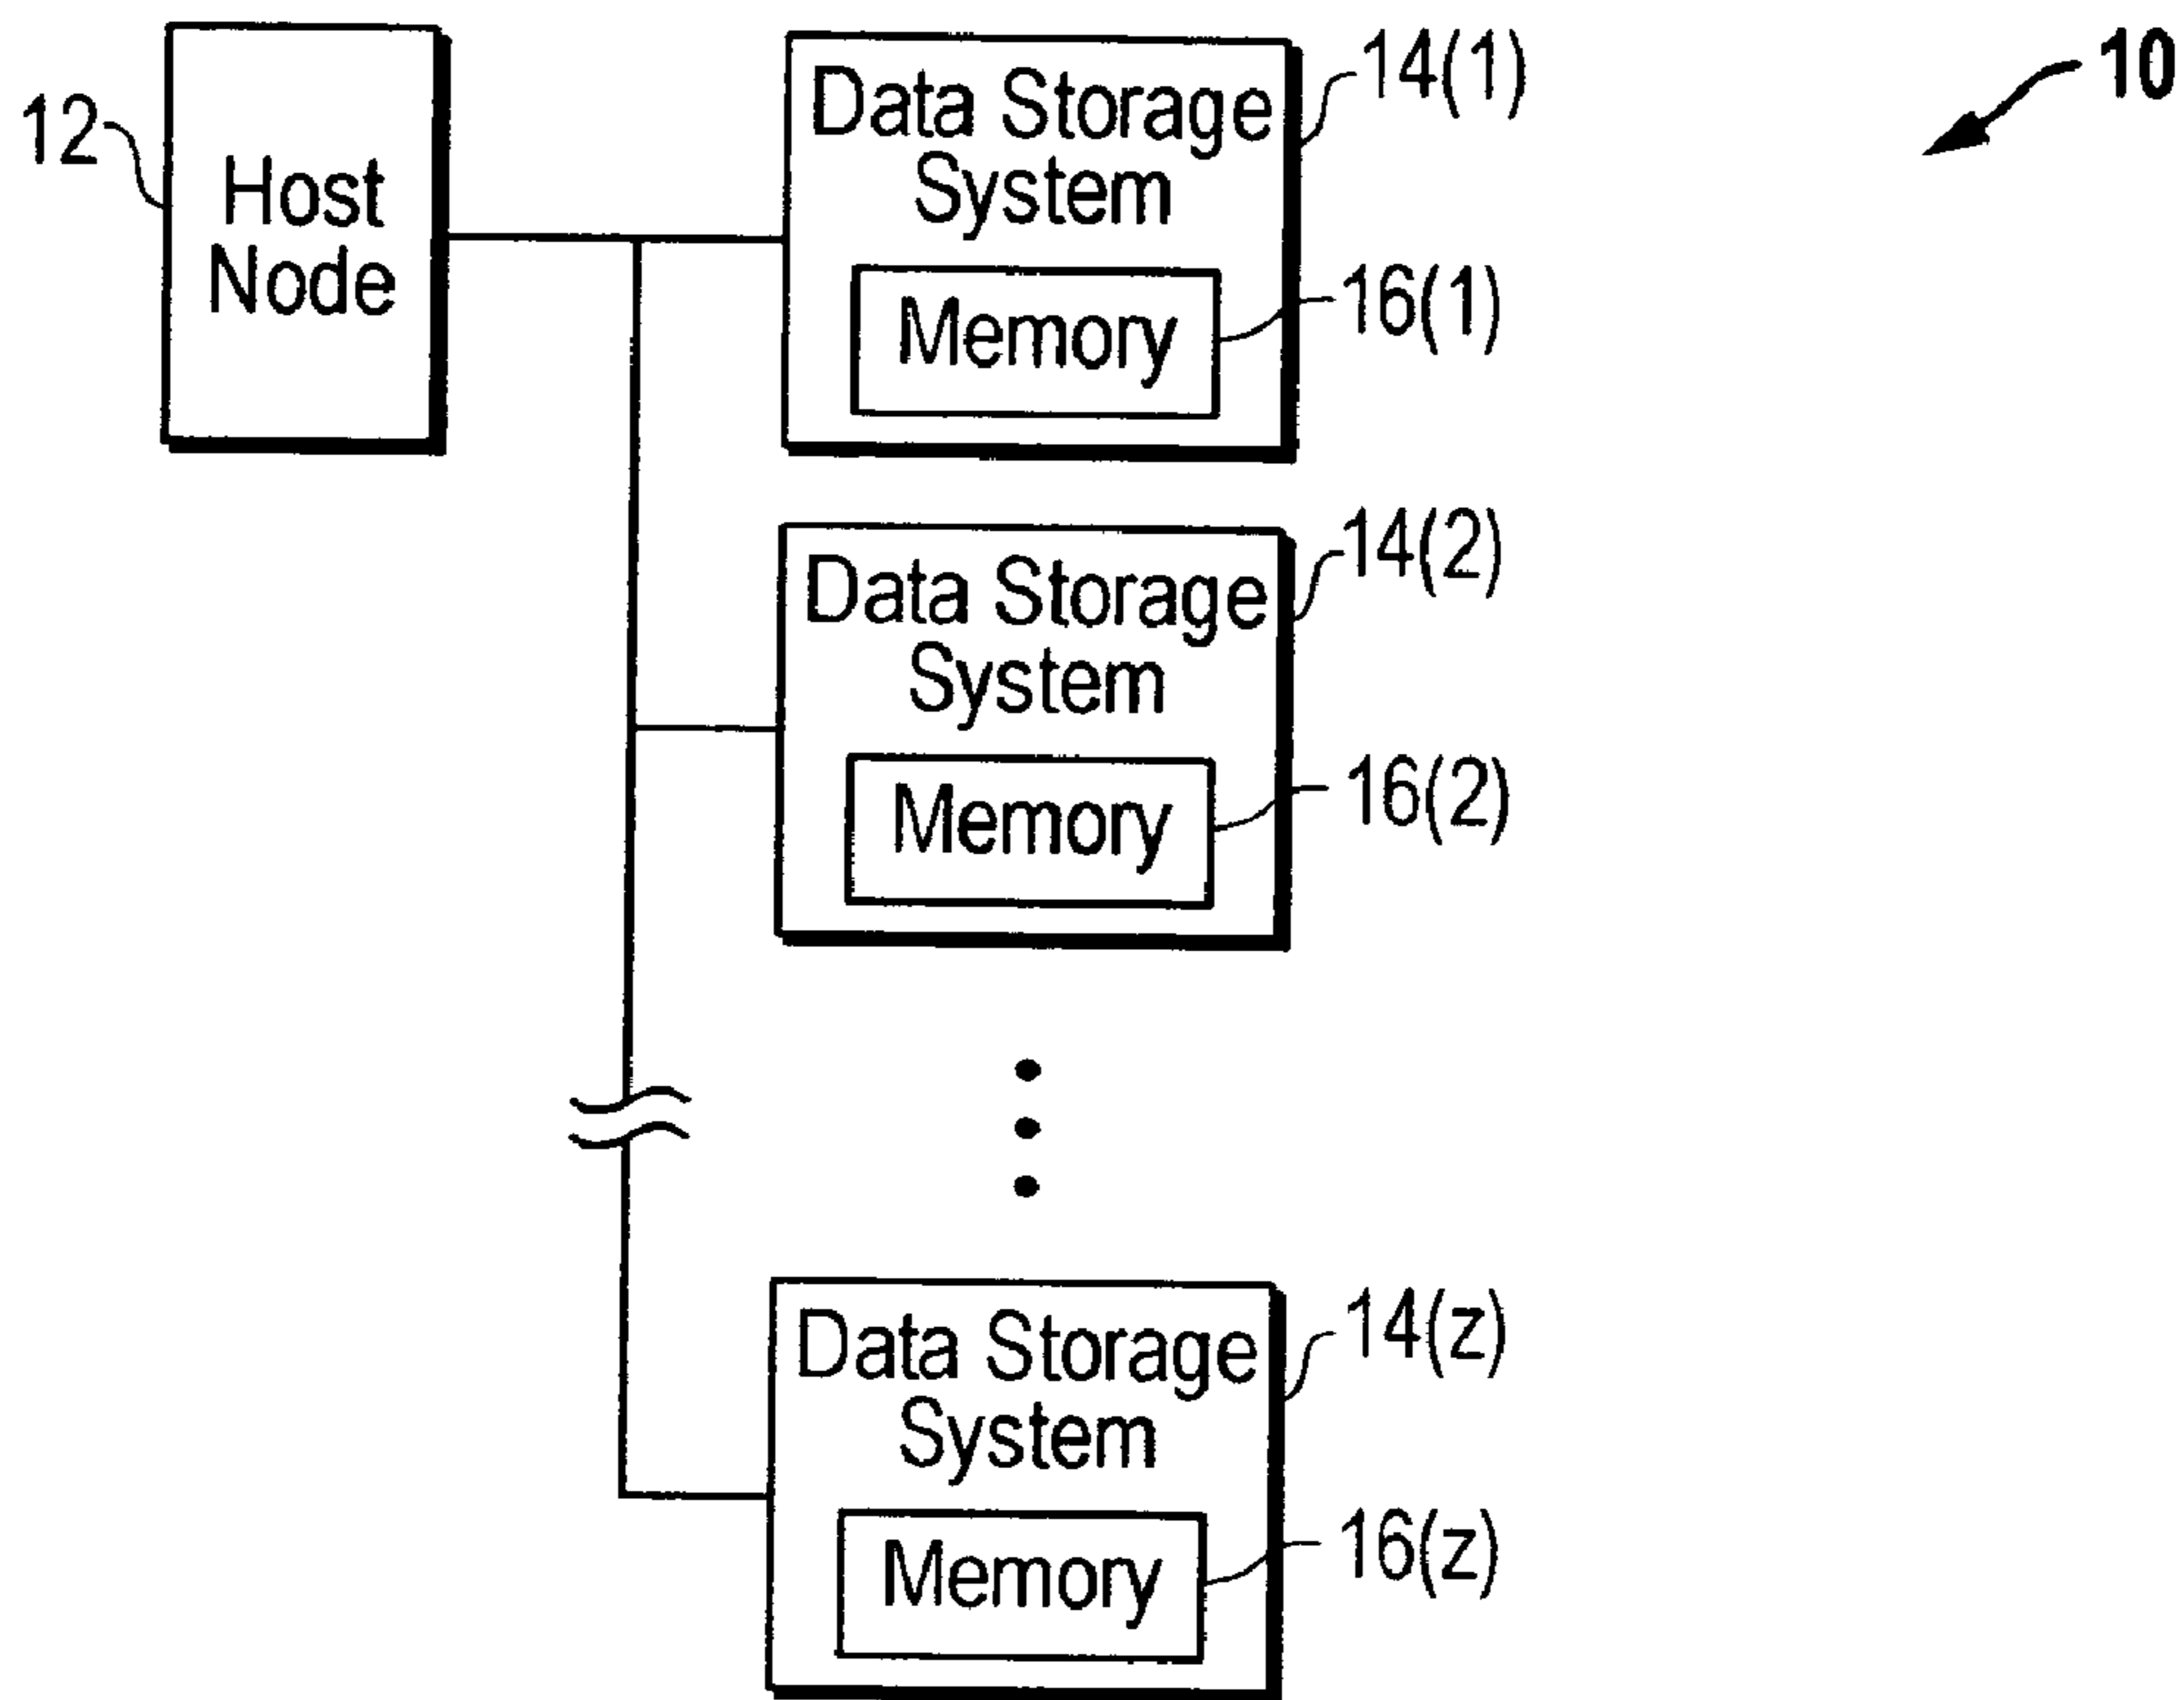 10
12
Host
Node
Data Storage
System
14(1)
Memory
16(1)
Data Storage
System
14(2)
Memory
16(2)
Data Storage
System
14(z)
Memory
16(z)